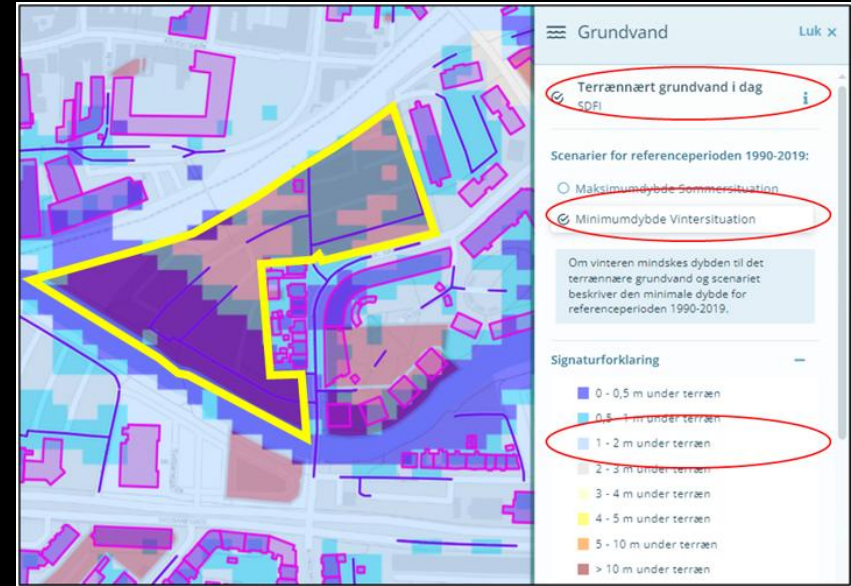 Grundvand
Luk ×
Terrænnært grundvand i dag
SDFI
i
Scenarier for referenceperioden 1990-2019:
Maksimumdybde Sommersituation
Minimumdybde Vintersituation
Om vinteren mindskes dybden til det
terrænnære grundvand og scenariet
beskriver den minimale dybde for
referenceperioden 1990-2019.
Signaturforklaring
0 - 0,5 m under terræn
0,5 - 1 m under terræn
1 - 2 m under terræn
2 - 3 m under terræn
3 - 4 m under terræn
4 - 5 m under terræn
5 - 10 m under terræn
> 10 m under terræn